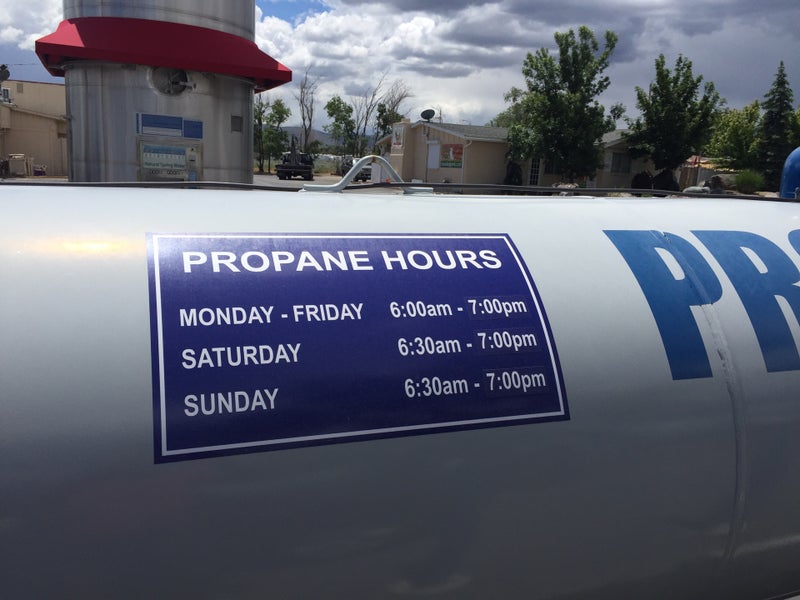 PROPANE HOURS
MONDAY - FRIDAY 6:00am - 7:00pm
SATURDAY 6:30am - 7:00pm
SUNDAY 6:30am - 7:00pm
PR